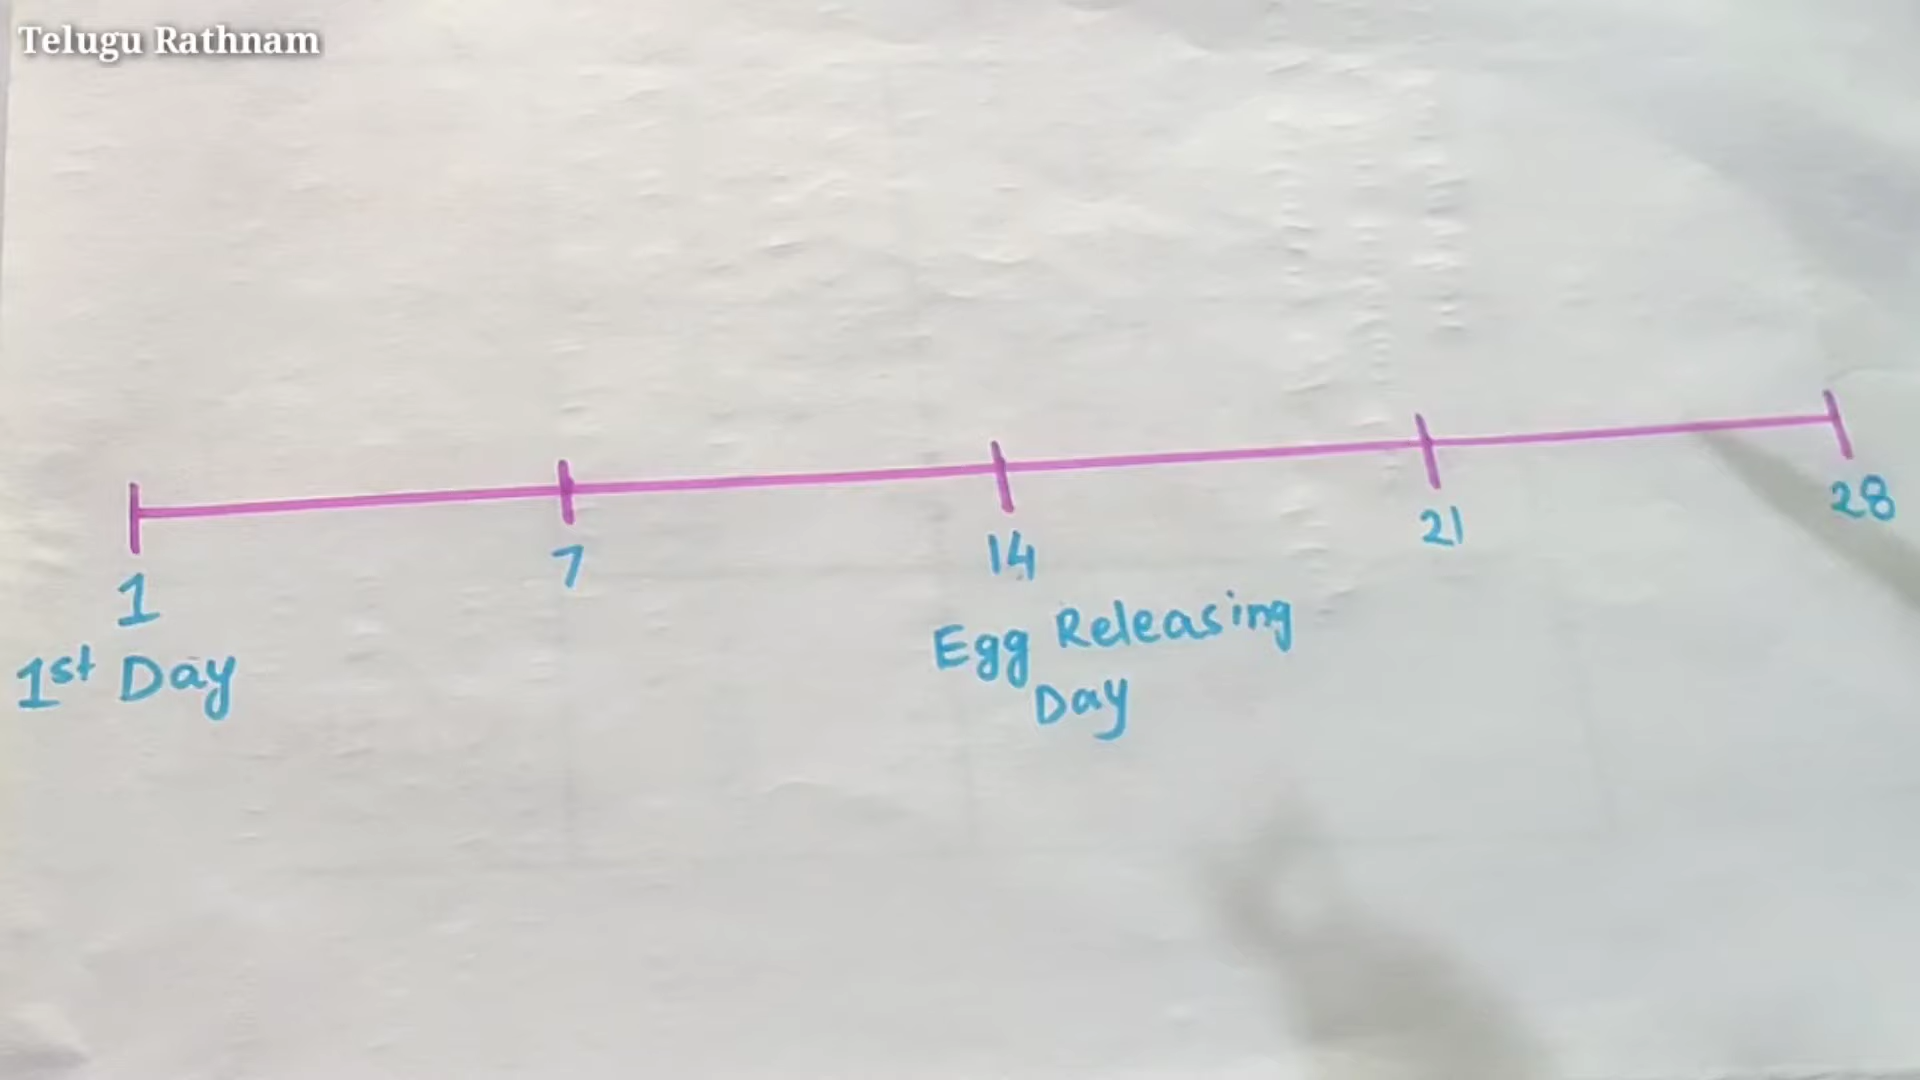 Telugu Rathnam
1 7 14 21 28
1st Day
Egg Releasing
Day